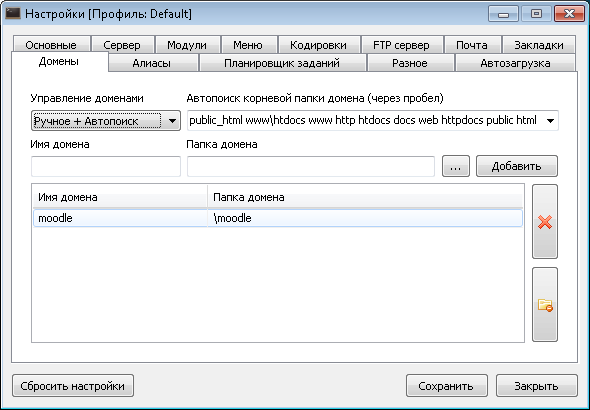 Настройки [Профиль: Default]
Основные Сервер Модули Меню Кодировки FTP сервер Почта Закладки
Домены Алиасы Планировщик заданий Разное Автозагрузка
Управление доменами Автопоиск корневой папки домена (через пробел)
Ручное + Автопоиск public_html www\htdocs www http htdocs docs web httpdocs public html
Имя домена Папка домена
... Добавить
Имя домена Папка домена
moodle \moodle
Сбросить настройки Сохранить Закрыть